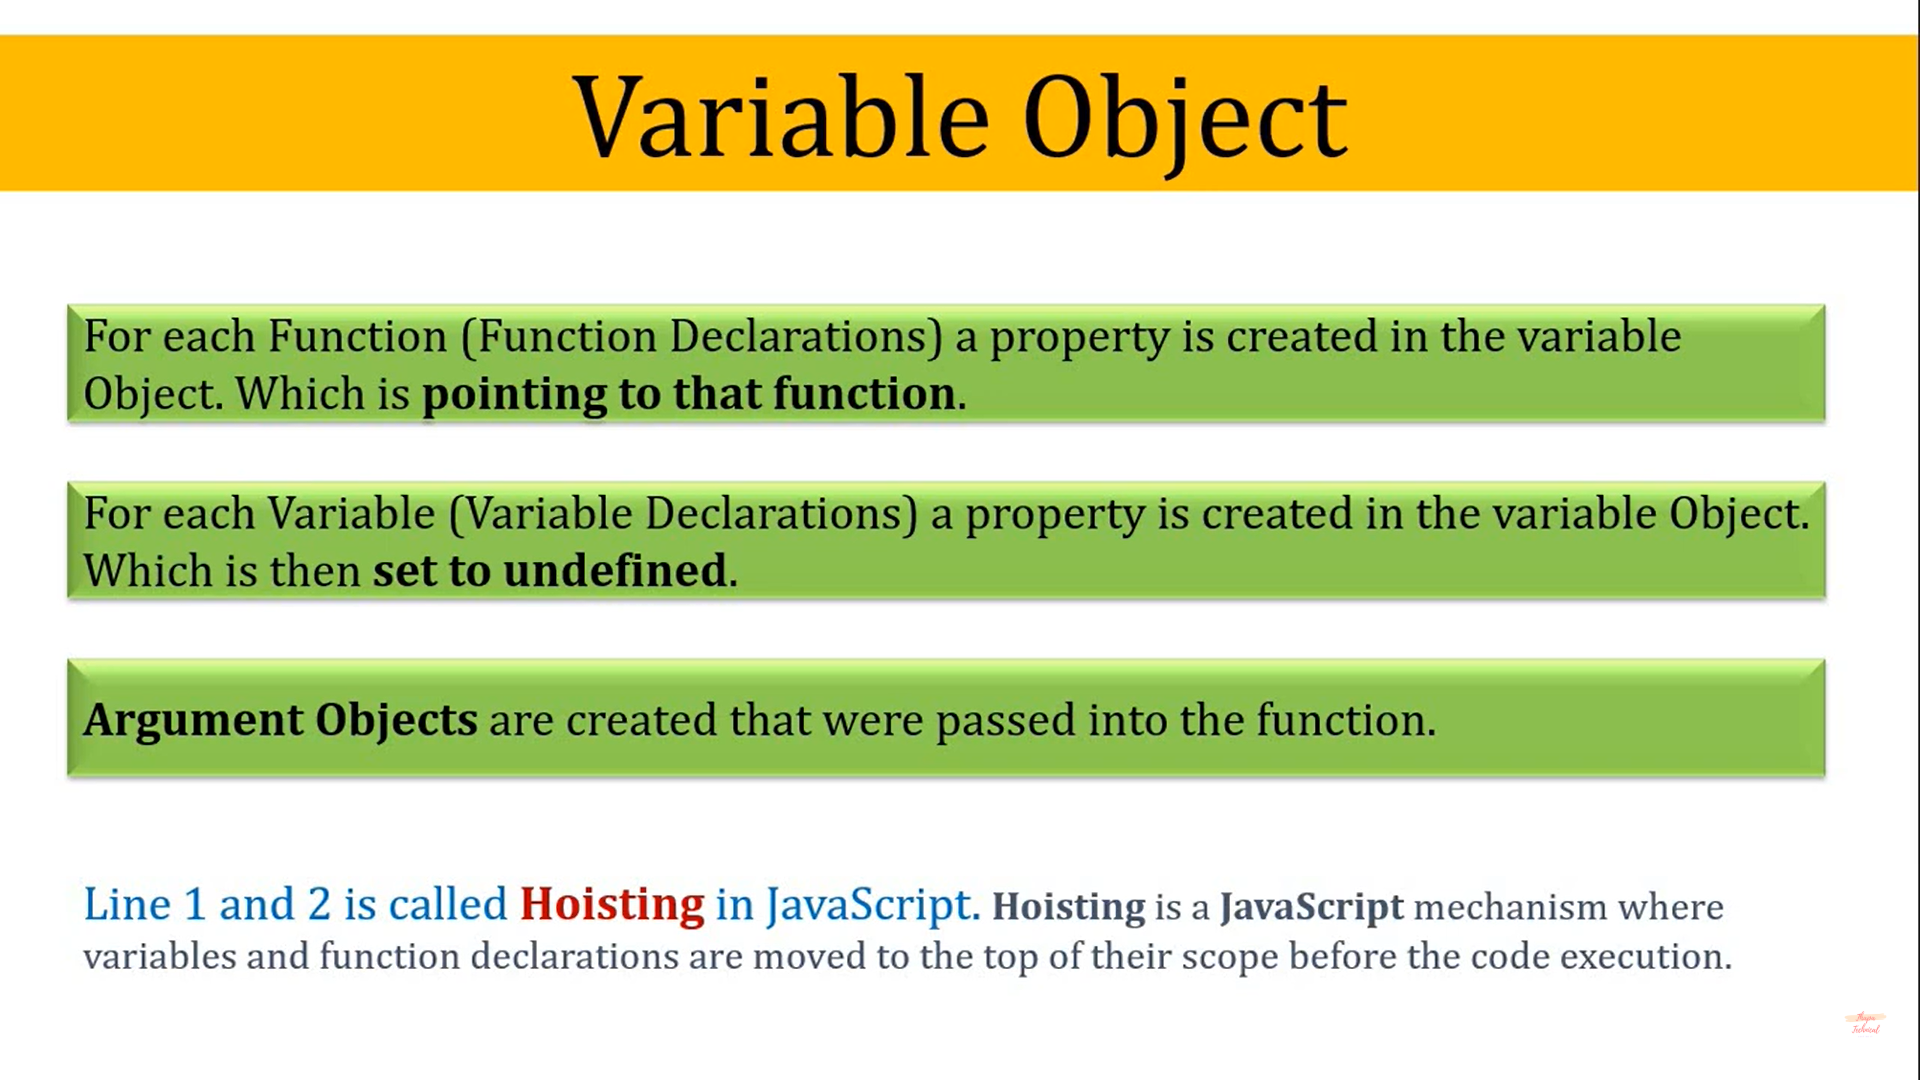 Variable Object
For each Function (Function Declarations) a property is created in the variable
Object. Which is pointing to that function.
For each Variable (Variable Declarations) a property is created in the variable Object.
Which is then set to undefined.
Argument Objects are created that were passed into the function.
Line 1 and 2 is called Hoisting in JavaScript. Hoisting is a JavaScript mechanism where
variables and function declarations are moved to the top of their scope before the code execution.
Technical